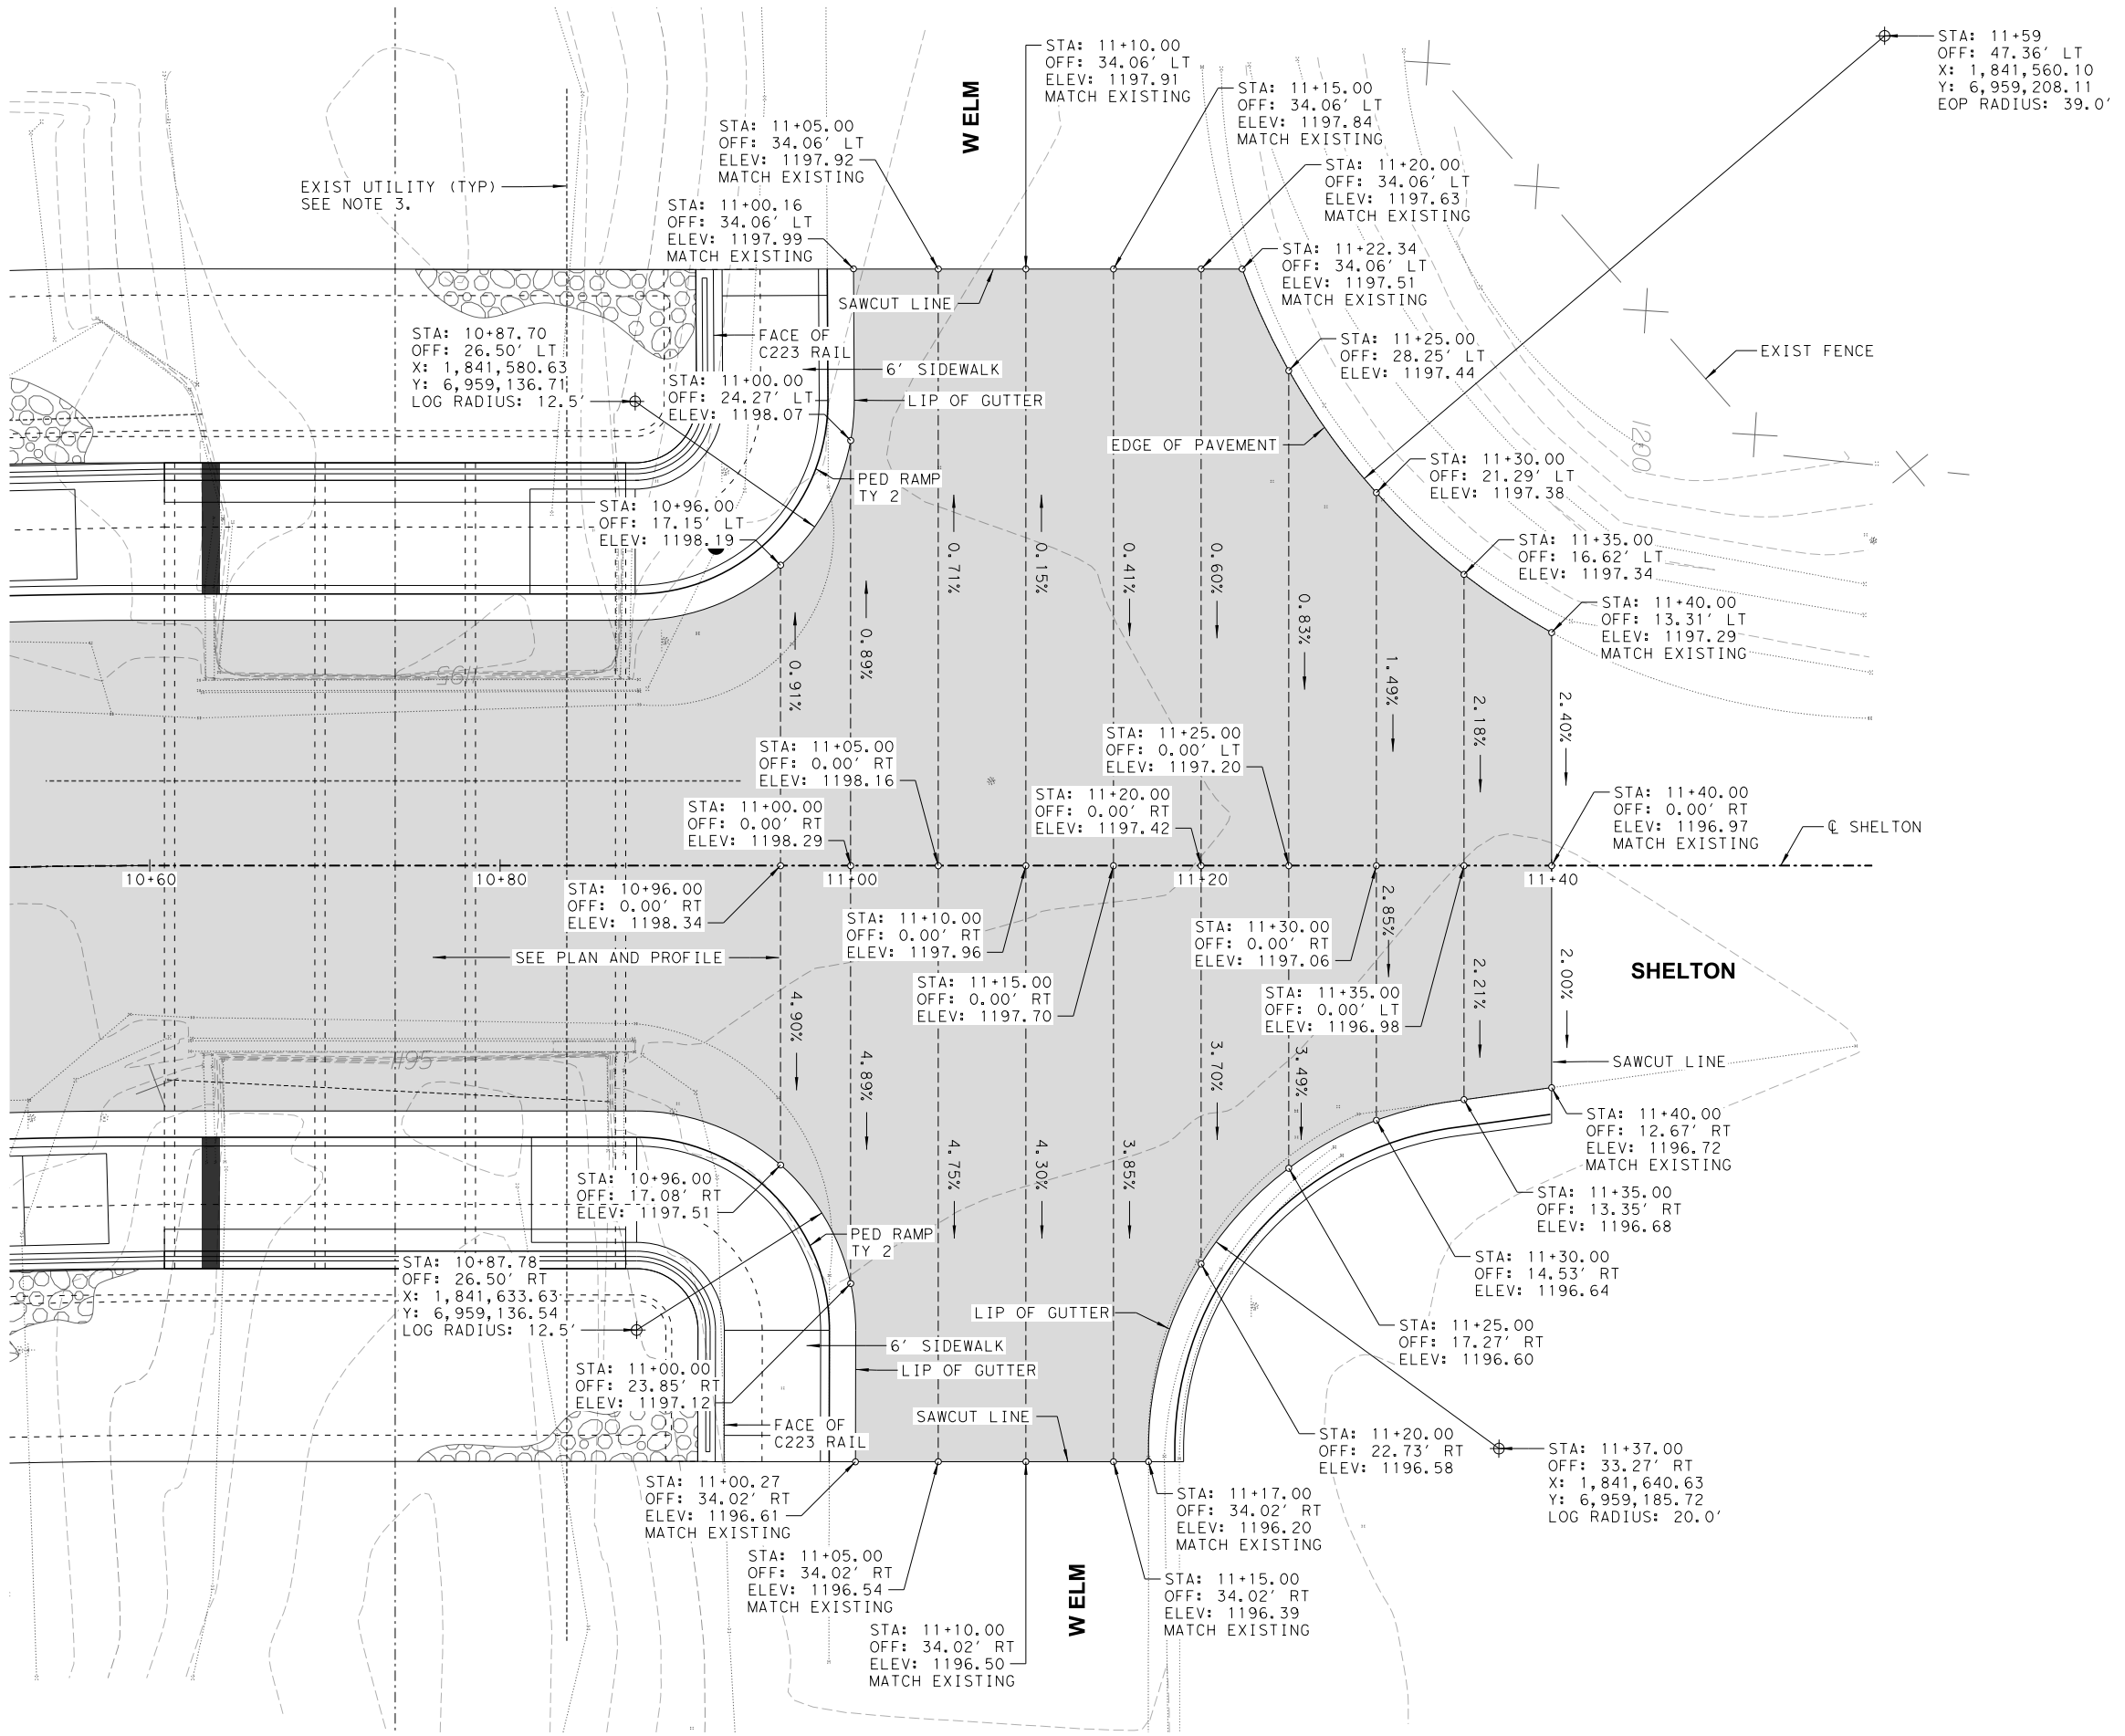 STA: 11+59
OFF: 47.36' LT
X: 1,841,560.10
Y: 6,959,208.11
EOP RADIUS: 39.0'
STA: 11+10.00
OFF: 34.06' LT
ELEV: 1197.91
MATCH EXISTING
W ELM
STA: 11+15.00
OFF: 34.06' LT
ELEV: 1197.84
MATCH EXISTING
STA: 11+05.00
OFF: 34.06' LT
ELEV: 1197.92
MATCH EXISTING
STA: 11+20.00
OFF: 34.06' LT
ELEV: 1197.63
MATCH EXISTING
EXIST UTILITY (TYP)
SEE NOTE 3.
STA: 11+00.16
OFF: 34.06' LT
ELEV: 1197.99
MATCH EXISTING
STA: 11+22.34
OFF: 34.06' LT
ELEV: 1197.51
MATCH EXISTING
SAWCUT LINE
STA: 10+87.70
OFF: 26.50' LT
X: 1,841,580.63
Y: 6,959,136.71
LOG RADIUS: 12.5'
FACE OF
C223 RAIL
6' SIDEWALK
STA: 11+00.00
OFF: 24.27' LT
ELEV: 1198.07
LIP OF GUTTER
STA: 11+25.00
OFF: 28.25' LT
ELEV: 1197.44
EXIST FENCE
1200
EDGE OF PAVEMENT
STA: 11+30.00
OFF: 21.29' LT
ELEV: 1197.38
PED RAMP
TY 2
STA: 10+96.00
OFF: 17.15' LT
ELEV: 1198.19
STA: 11+35.00
OFF: 16.62' LT
ELEV: 1197.34
STA: 11+40.00
OFF: 13.31' LT
ELEV: 1197.29
MATCH EXISTING
0.91%
0.89%
0.71%
0.15%
0.41%
0.60%
0.83%
1.49%
2.18%
2.40%
1195
STA: 11+05.00
OFF: 0.00' RT
ELEV: 1198.16
STA: 11+25.00
OFF: 0.00' LT
ELEV: 1197.20
STA: 11+00.00
OFF: 0.00' RT
ELEV: 1198.29
STA: 11+20.00
OFF: 0.00' RT
ELEV: 1197.42
STA: 11+40.00
OFF: 0.00' RT
ELEV: 1196.97
MATCH EXISTING
℄ SHELTON
10+60
10+80
11+00
11+20
11+40
STA: 10+96.00
OFF: 0.00' RT
ELEV: 1198.34
STA: 11+10.00
OFF: 0.00' RT
ELEV: 1197.96
STA: 11+30.00
OFF: 0.00' RT
ELEV: 1197.06
SEE PLAN AND PROFILE
STA: 11+15.00
OFF: 0.00' RT
ELEV: 1197.70
STA: 11+35.00
OFF: 0.00' LT
ELEV: 1196.98
SHELTON
4.90%
4.89%
4.75%
4.30%
3.85%
3.70%
3.49%
2.85%
2.21%
2.00%
1195
SAWCUT LINE
STA: 11+40.00
OFF: 12.67' RT
ELEV: 1196.72
MATCH EXISTING
STA: 10+96.00
OFF: 17.08' RT
ELEV: 1197.51
STA: 11+35.00
OFF: 13.35' RT
ELEV: 1196.68
PED RAMP
TY 2
STA: 10+87.78
OFF: 26.50' RT
X: 1,841,633.63
Y: 6,959,136.54
LOG RADIUS: 12.5'
STA: 11+30.00
OFF: 14.53' RT
ELEV: 1196.64
LIP OF GUTTER
STA: 11+25.00
OFF: 17.27' RT
ELEV: 1196.60
6' SIDEWALK
LIP OF GUTTER
STA: 11+00.00
OFF: 23.85' RT
ELEV: 1197.12
FACE OF
C223 RAIL
SAWCUT LINE
STA: 11+20.00
OFF: 22.73' RT
ELEV: 1196.58
STA: 11+37.00
OFF: 33.27' RT
X: 1,841,640.63
Y: 6,959,185.72
LOG RADIUS: 20.0'
STA: 11+00.27
OFF: 34.02' RT
ELEV: 1196.61
MATCH EXISTING
STA: 11+17.00
OFF: 34.02' RT
ELEV: 1196.20
MATCH EXISTING
STA: 11+05.00
OFF: 34.02' RT
ELEV: 1196.54
MATCH EXISTING
W ELM
STA: 11+15.00
OFF: 34.02' RT
ELEV: 1196.39
MATCH EXISTING
STA: 11+10.00
OFF: 34.02' RT
ELEV: 1196.50
MATCH EXISTING